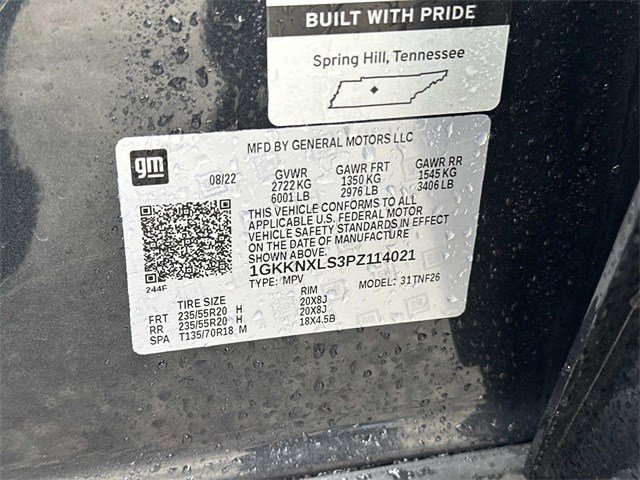 BUILT WITH PRIDE
Spring Hill, Tennessee
gm
MFD BY GENERAL MOTORS LLC
08/22 GVWR GAWR FRT GAWR RR
2722 KG 1350 KG 1545 KG
6001 LB 2976 LB 3406 LB
THIS VEHICLE CONFORMS TO ALL
APPLICABLE U.S. FEDERAL MOTOR
VEHICLE SAFETY STANDARDS IN EFFECT
ON THE DATE OF MANUFACTURE
SHOWN ABOVE.
1GKKNXLS3PZ114021
244F TYPE: MPV MODEL: 31TNF26
TIRE SIZE RIM
FRT 235/55R20 H 20X8J
RR 235/55R20 H 20X8J
SPA T135/70R18 M 18X4.5B